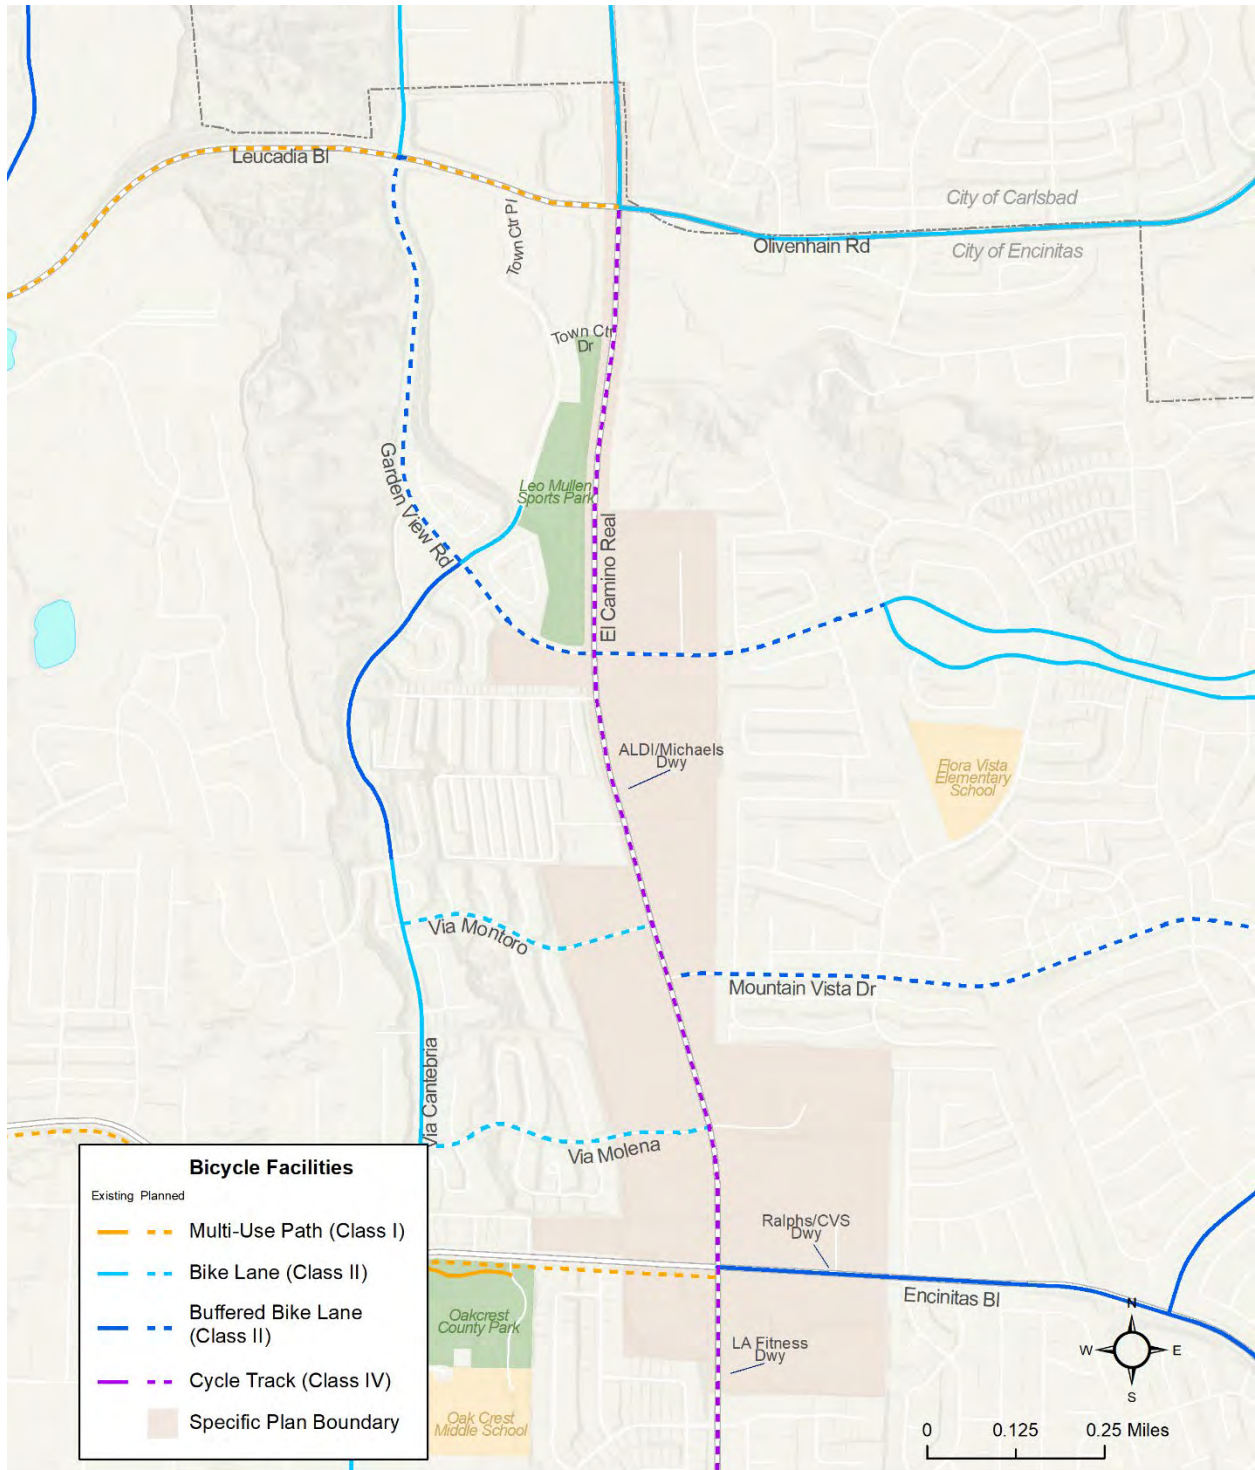 Leucadia Bl
City of Carlsbad
Town Ctr Pl
Olivenhain Rd
City of Encinitas
Town Ctr
Dr
Garden View Rd
Leo Mullen
Sports Park
El Camino Real
ALDI/Michaels
Dwy
Flora Vista
Elementary
School
Via Montoro
Mountain Vista Dr
Via Cantebria
Via Molena
Ralphs/CVS
Dwy
Encinitas Bl
Oakcrest
County Park
LA Fitness
Dwy
Oak Crest
Middle School
Bicycle Facilities
Existing Planned
Multi-Use Path (Class I)
Bike Lane (Class II)
Buffered Bike Lane
(Class II)
Cycle Track (Class IV)
Specific Plan Boundary
N
W E
S
0 0.125 0.25 Miles